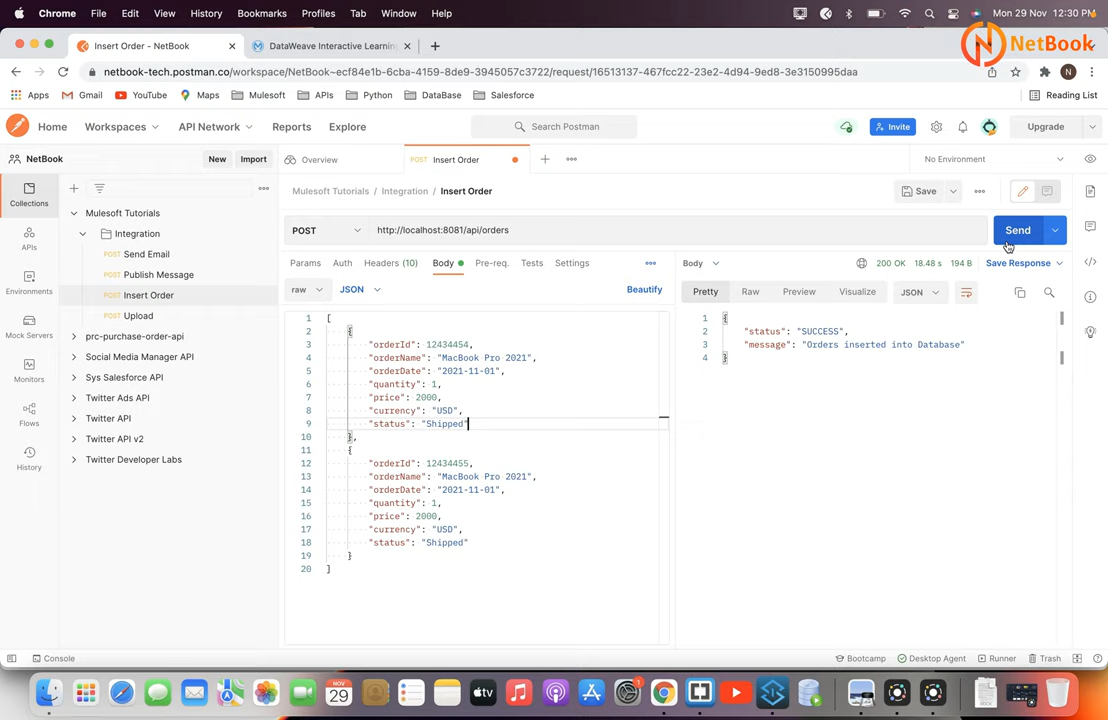 Chrome File Edit View History Bookmarks Profiles Tab Window Help Mon 29 Nov 12:30 PM
Insert Order - NetBook DataWeave Interactive Learning
NetBook
netbook-tech.postman.co/workspace/NetBook~ecf84e1b-6cba-4159-8de9-3945057c3722/request/16513137-467fcc22-23e2-4d94-9ed8-3e3150995daa
Apps Gmail YouTube Maps Mulesoft APIs Python DataBase Salesforce Reading List
Home Workspaces API Network Reports Explore Search Postman Invite Upgrade
NetBook New Import Overview POST Insert Order No Environment
Collections
APIs
Environments
Mock Servers
Monitors
Flows
History
Mulesoft Tutorials
Integration
POST Send Email
POST Publish Message
POST Insert Order
POST Upload
prc-purchase-order-api
Social Media Manager API
Sys Salesforce API
Twitter Ads API
Twitter API
Twitter API v2
Twitter Developer Labs
Mulesoft Tutorials / Integration / Insert Order Save
POST http://localhost:8081/api/orders Send
Params Auth Headers (10) Body Pre-req. Tests Settings
raw JSON Beautify
1 [
2 {
3 "orderId": 12434454,
4 "orderName": "MacBook Pro 2021",
5 "orderDate": "2021-11-01",
6 "quantity": 1,
7 "price": 2000,
8 "currency": "USD",
9 "status": "Shipped"
10 },
11 {
12 "orderId": 12434455,
13 "orderName": "MacBook Pro 2021",
14 "orderDate": "2021-11-01",
15 "quantity": 1,
16 "price": 2000,
17 "currency": "USD",
18 "status": "Shipped"
19 }
20 ]
Body 200 OK 18.48 s 194 B Save Response
Pretty Raw Preview Visualize JSON
1 {
2 "status": "SUCCESS",
3 "message": "Orders inserted into Database"
4 }
Console Bootcamp Desktop Agent Runner Trash
NOV
29
tv
1